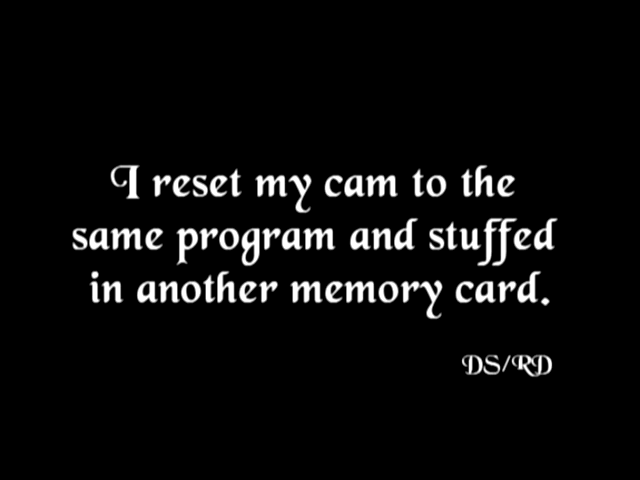 I reset my cam to the
same program and stuffed
in another memory card.
DS/RD